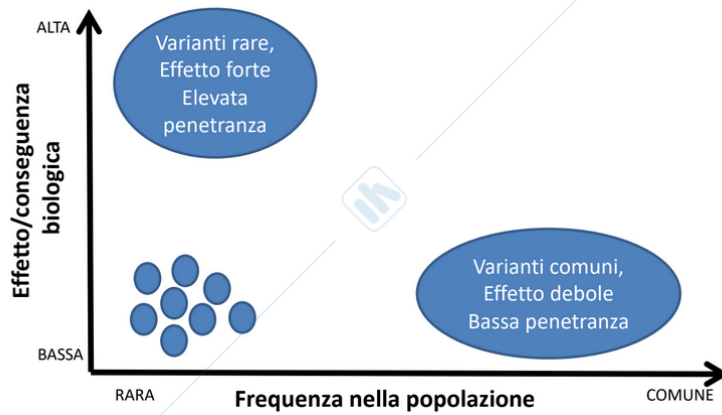 ALTA
Effetto/conseguenza
biologica
BASSA
Varianti rare,
Effetto forte
Elevata
penetranza
Varianti comuni,
Effetto debole
Bassa penetranza
RARA
Frequenza nella popolazione
COMUNE